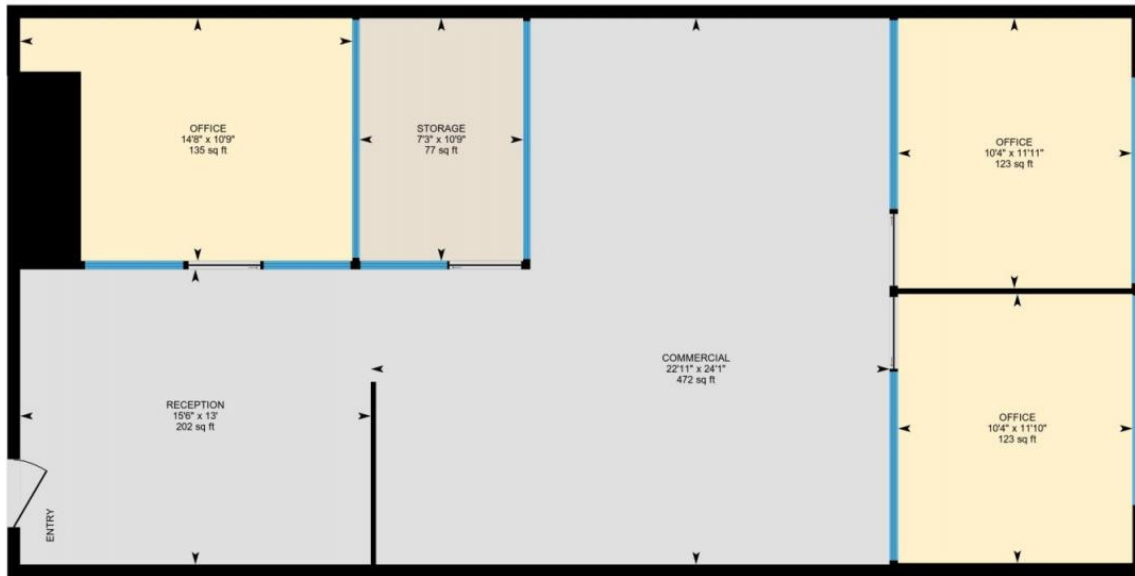 OFFICE
14'8" x 10'9"
135 sq ft
STORAGE
7'3" x 10'9"
77 sq ft
OFFICE
10'4" x 11'11"
123 sq ft
COMMERCIAL
22'11" x 24'1"
472 sq ft
RECEPTION
15'6" x 13'
202 sq ft
OFFICE
10'4" x 11'10"
123 sq ft
ENTRY